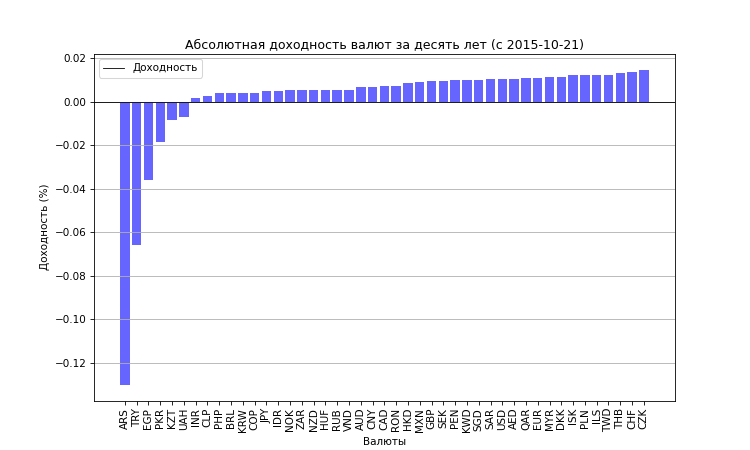 Абсолютная доходность валют за десять лет (с 2015-10-21)
Доходность
0.02
0.00
−0.02
−0.04
−0.06
−0.08
−0.10
−0.12
Доходность (%)
ARS TRY EGP PKR KZT UAH INR CLP PHP BRL KRW COP JPY IDR NOK ZAR NZD HUF RUB VND AUD CNY CAD RON HKD MXN GBP SEK PEN KWD SGD SAR USD AED QAR EUR MYR DKK ISK PLN ILS TWD THB CHF CZK
Валюты